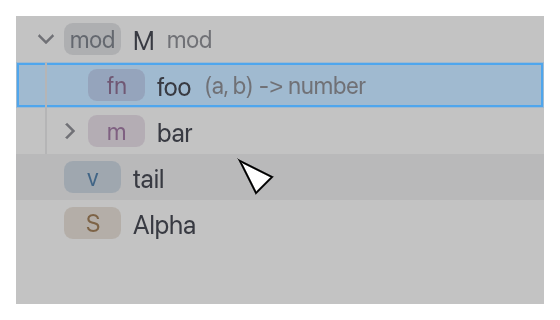 mod M mod
fn foo (a, b) -> number
m bar
v tail
S Alpha